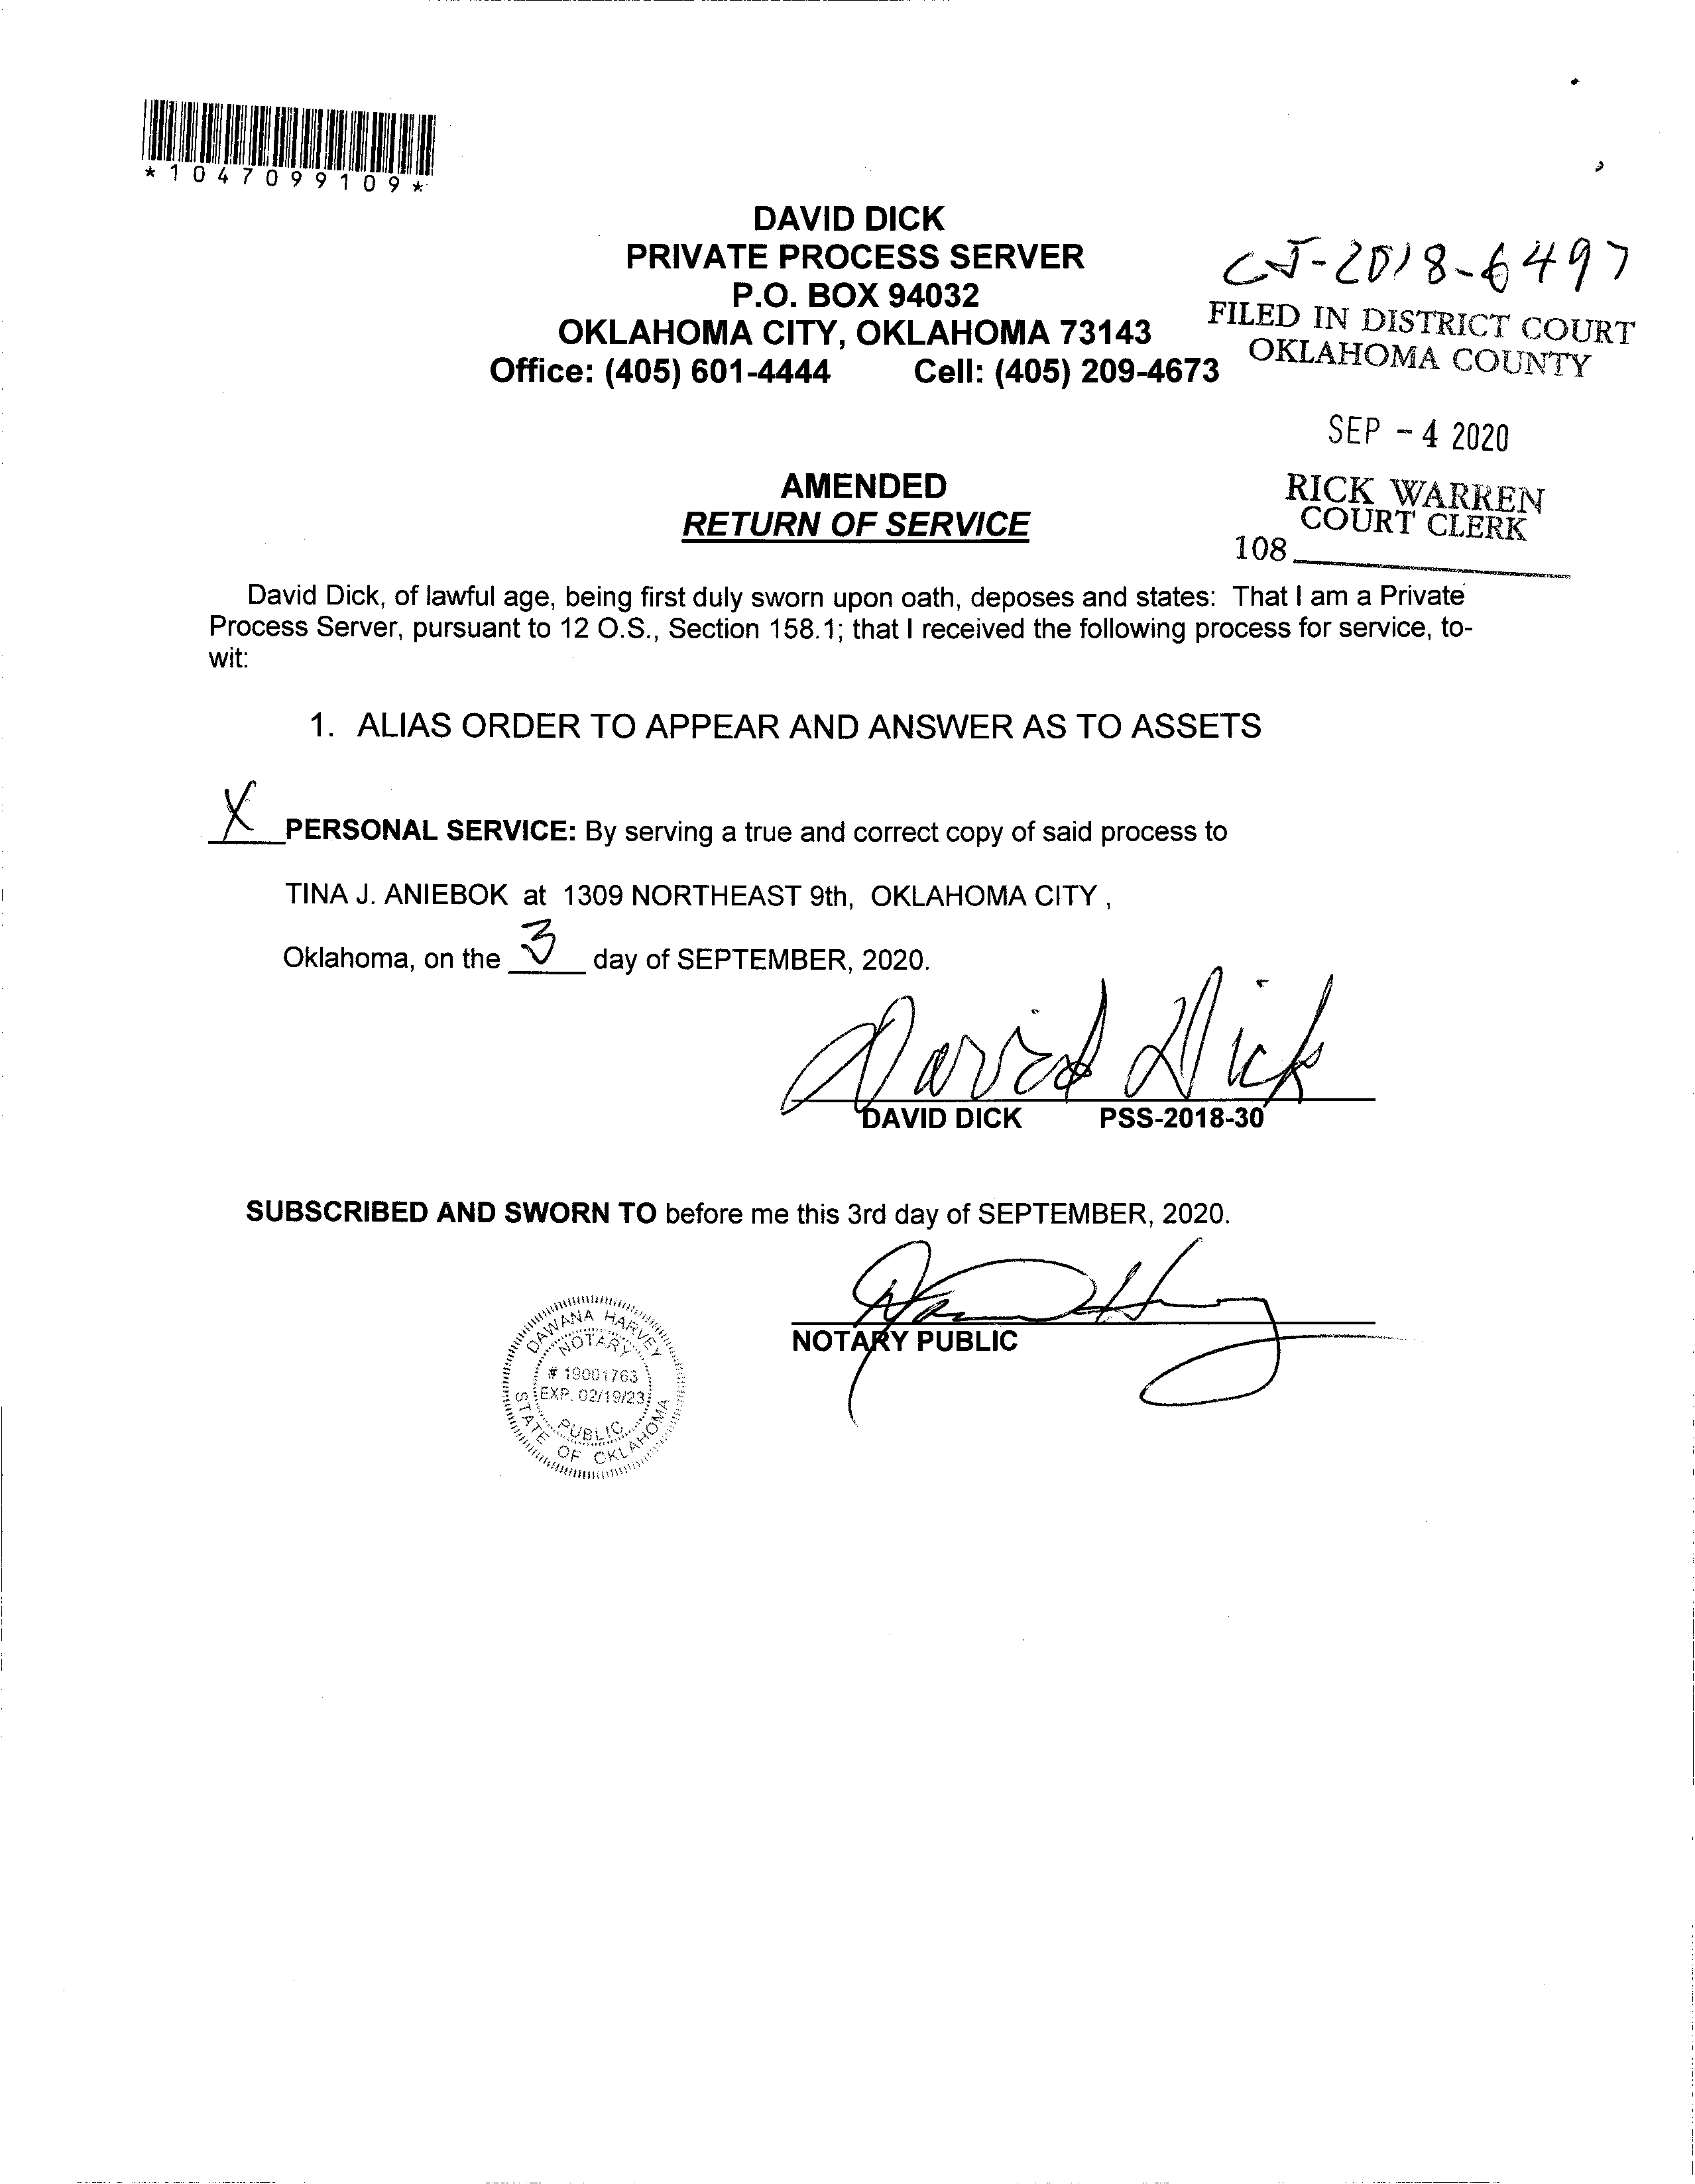 *1047099109*
DAVID DICK
PRIVATE PROCESS SERVER
P.O. BOX 94032
OKLAHOMA CITY, OKLAHOMA 73143
Office: (405) 601-4444 Cell: (405) 209-4673
CJ-2018-6497
FILED IN DISTRICT COURT
OKLAHOMA COUNTY
SEP - 4 2020
RICK WARREN
COURT CLERK
108
AMENDED
RETURN OF SERVICE
David Dick, of lawful age, being first duly sworn upon oath, deposes and states: That I am a Private
Process Server, pursuant to 12 O.S., Section 158.1; that I received the following process for service, to-
wit:
1. ALIAS ORDER TO APPEAR AND ANSWER AS TO ASSETS
X PERSONAL SERVICE: By serving a true and correct copy of said process to
TINA J. ANIEBOK at 1309 NORTHEAST 9th, OKLAHOMA CITY ,
Oklahoma, on the 3 day of SEPTEMBER, 2020.
David Dick
DAVID DICK PSS-2018-30
SUBSCRIBED AND SWORN TO before me this 3rd day of SEPTEMBER, 2020.
NOTARY PUBLIC
DAWANA HARVEY
NOTARY
# 19001763
EXP. 02/19/23
PUBLIC
STATE OF OKLAHOMA